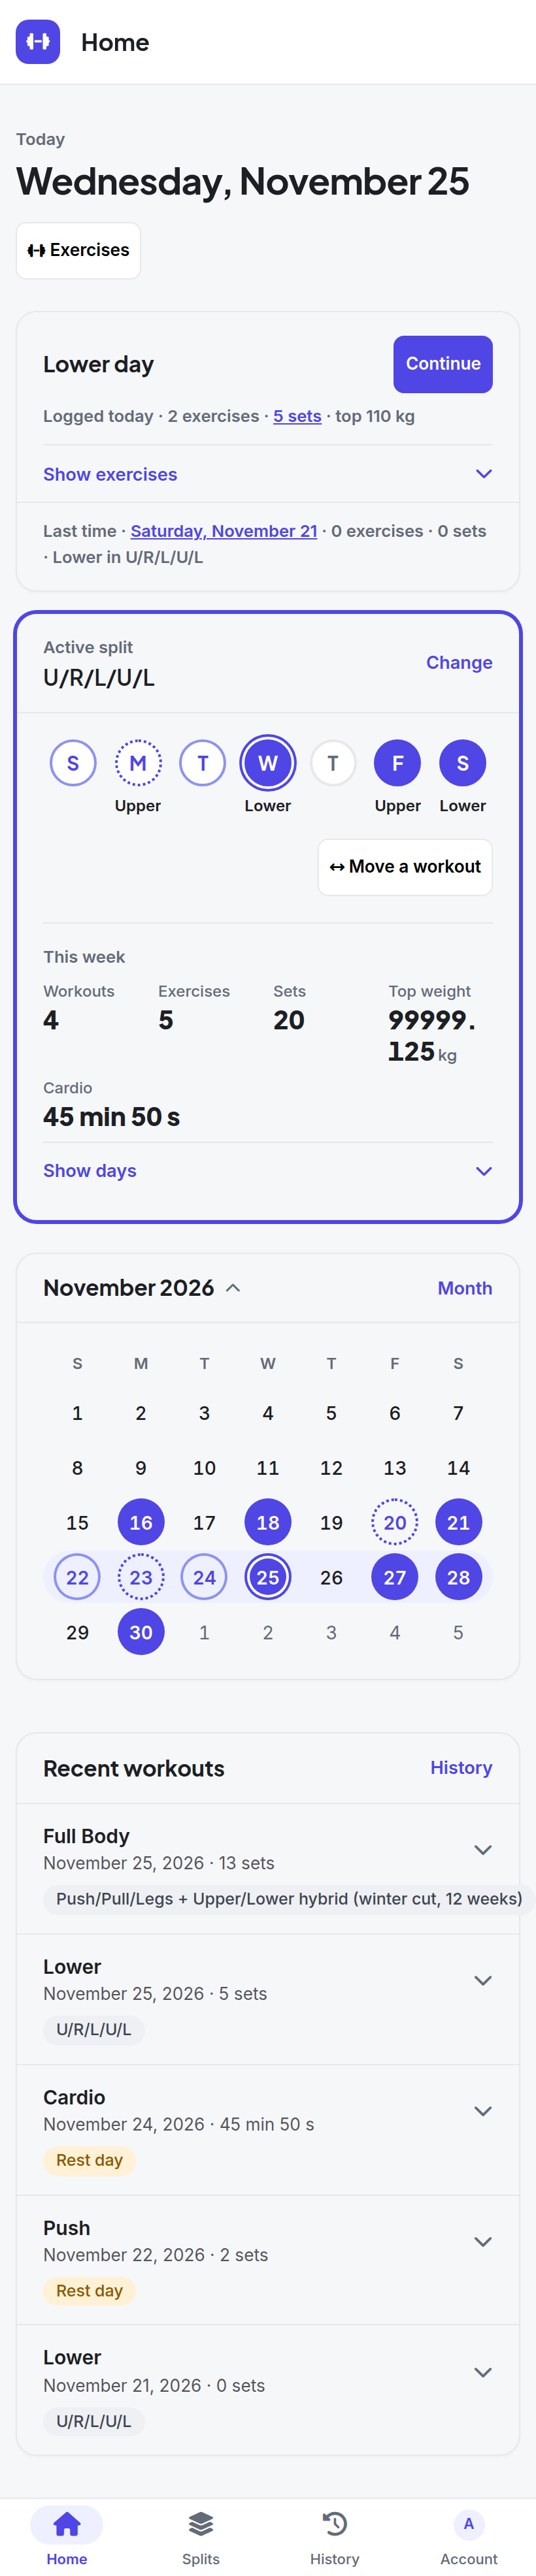 Home
Today
Wednesday, November 25
Exercises
Lower day
Continue
Logged today · 2 exercises · 5 sets · top 110 kg
Show exercises
Last time · Saturday, November 21 · 0 exercises · 0 sets
· Lower in U/R/L/U/L
Active split
U/R/L/U/L
Change
S M T W T F S
Upper Lower Upper Lower
↔ Move a workout
This week
Workouts Exercises Sets Top weight
4 5 20 99999.
125 kg
Cardio
45 min 50 s
Show days
November 2026
Month
S M T W T F S
1 2 3 4 5 6 7
8 9 10 11 12 13 14
15 16 17 18 19 20 21
22 23 24 25 26 27 28
29 30 1 2 3 4 5
Recent workouts
History
Full Body
November 25, 2026 · 13 sets
Push/Pull/Legs + Upper/Lower hybrid (winter cut, 12 weeks)
Lower
November 25, 2026 · 5 sets
U/R/L/U/L
Cardio
November 24, 2026 · 45 min 50 s
Rest day
Push
November 22, 2026 · 2 sets
Rest day
Lower
November 21, 2026 · 0 sets
U/R/L/U/L
A
Home Splits History Account